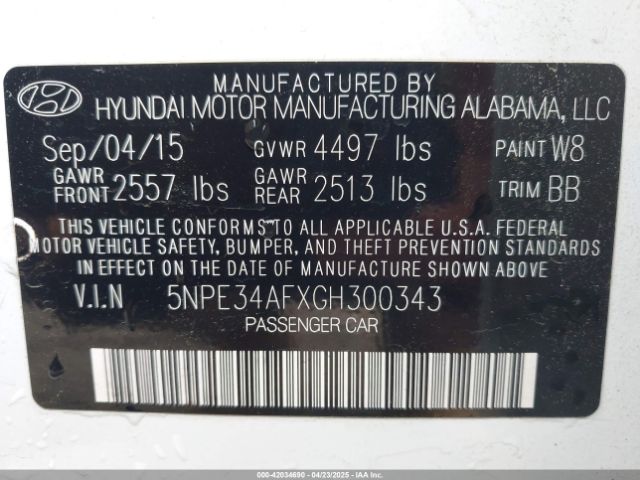 MANUFACTURED BY
HYUNDAI MOTOR MANUFACTURING ALABAMA, LLC
Sep/04/15 GVWR 4497 lbs PAINT W8
GAWR FRONT 2557 lbs GAWR REAR 2513 lbs TRIM BB
THIS VEHICLE CONFORMS TO ALL APPLICABLE U.S.A. FEDERAL
MOTOR VEHICLE SAFETY, BUMPER, AND THEFT PREVENTION STANDARDS
IN EFFECT ON THE DATE OF MANUFACTURE SHOWN ABOVE.
V.I.N 5NPE34AFXGH300343
PASSENGER CAR
000-42034690 - 04/23/2025 - IAAI.COM